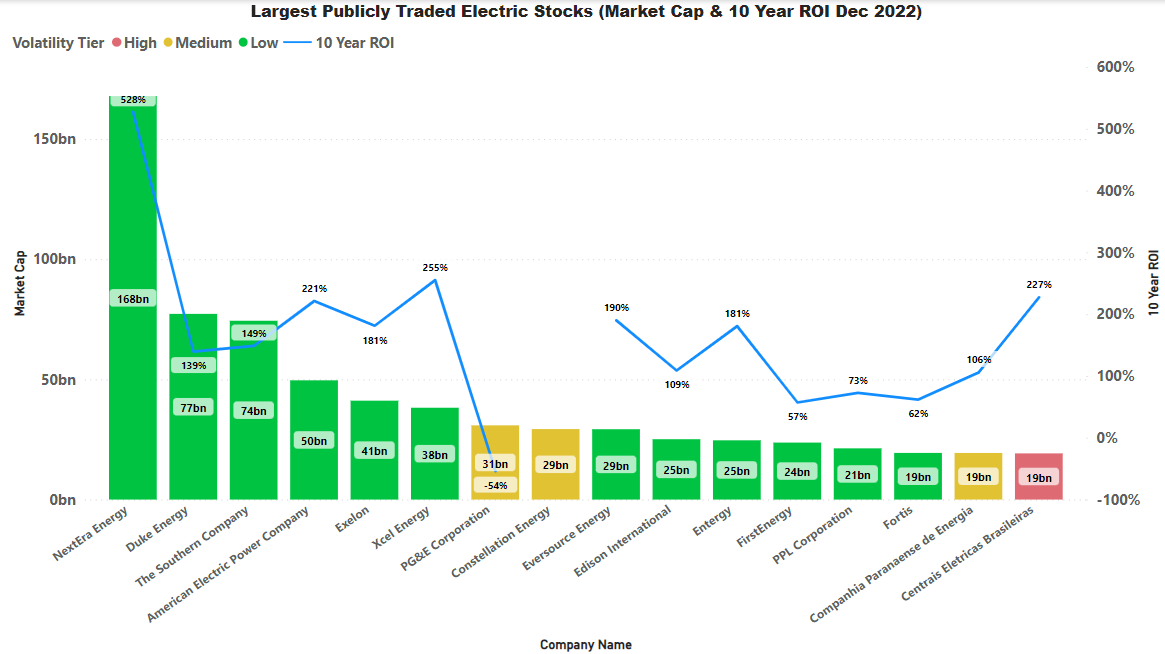 Largest Publicly Traded Electric Stocks (Market Cap & 10 Year ROI Dec 2022)
Volatility Tier High Medium Low 10 Year ROI
Market Cap
150bn
100bn
50bn
0bn
600%
500%
400%
300%
200%
100%
0%
-100%
10 Year ROI
528%
139%
149%
221%
181%
255%
-54%
190%
109%
181%
57%
73%
62%
106%
227%
168bn
77bn
74bn
50bn
41bn
38bn
31bn
29bn
29bn
25bn
25bn
24bn
21bn
19bn
19bn
19bn
NextEra Energy
Duke Energy
The Southern Company
American Electric Power Company
Exelon
Xcel Energy
PG&E Corporation
Constellation Energy
Eversource Energy
Edison International
Entergy
FirstEnergy
PPL Corporation
Fortis
Companhia Paranaense de Energia
Centrais Eletricas Brasileiras
Company Name